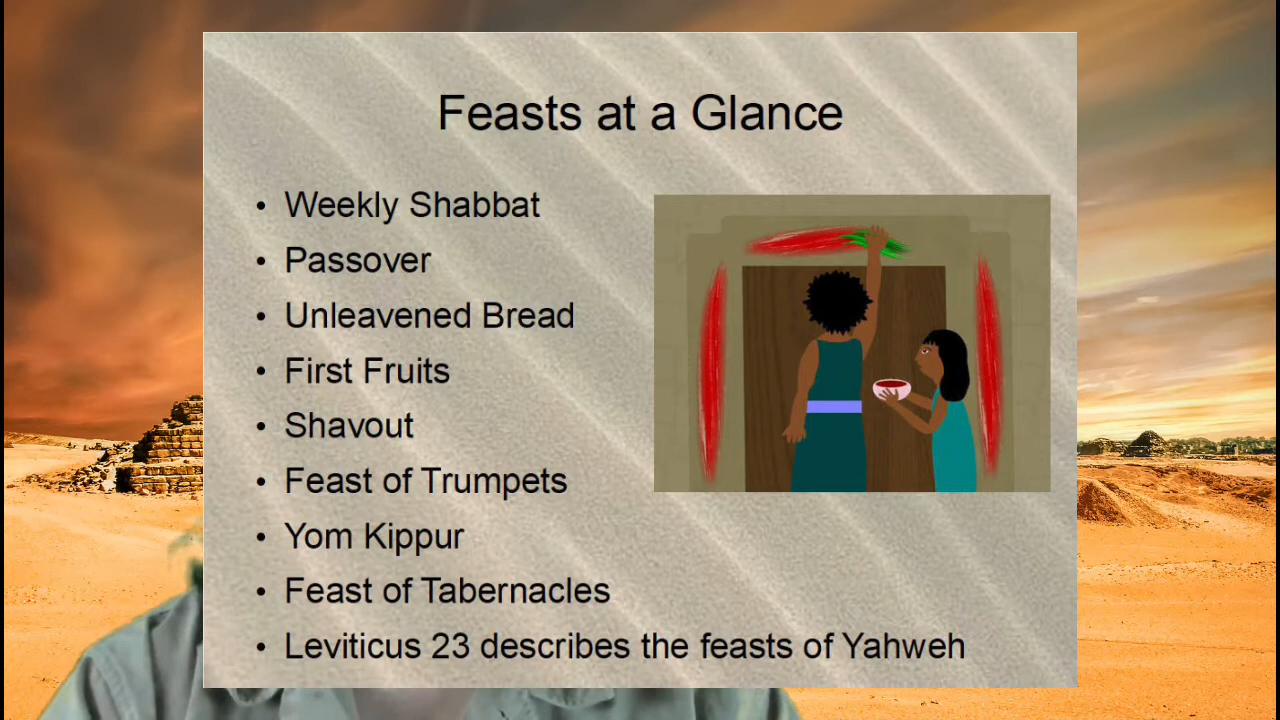 Feasts at a Glance
• Weekly Shabbat
• Passover
• Unleavened Bread
• First Fruits
• Shavout
• Feast of Trumpets
• Yom Kippur
• Feast of Tabernacles
• Leviticus 23 describes the feasts of Yahweh